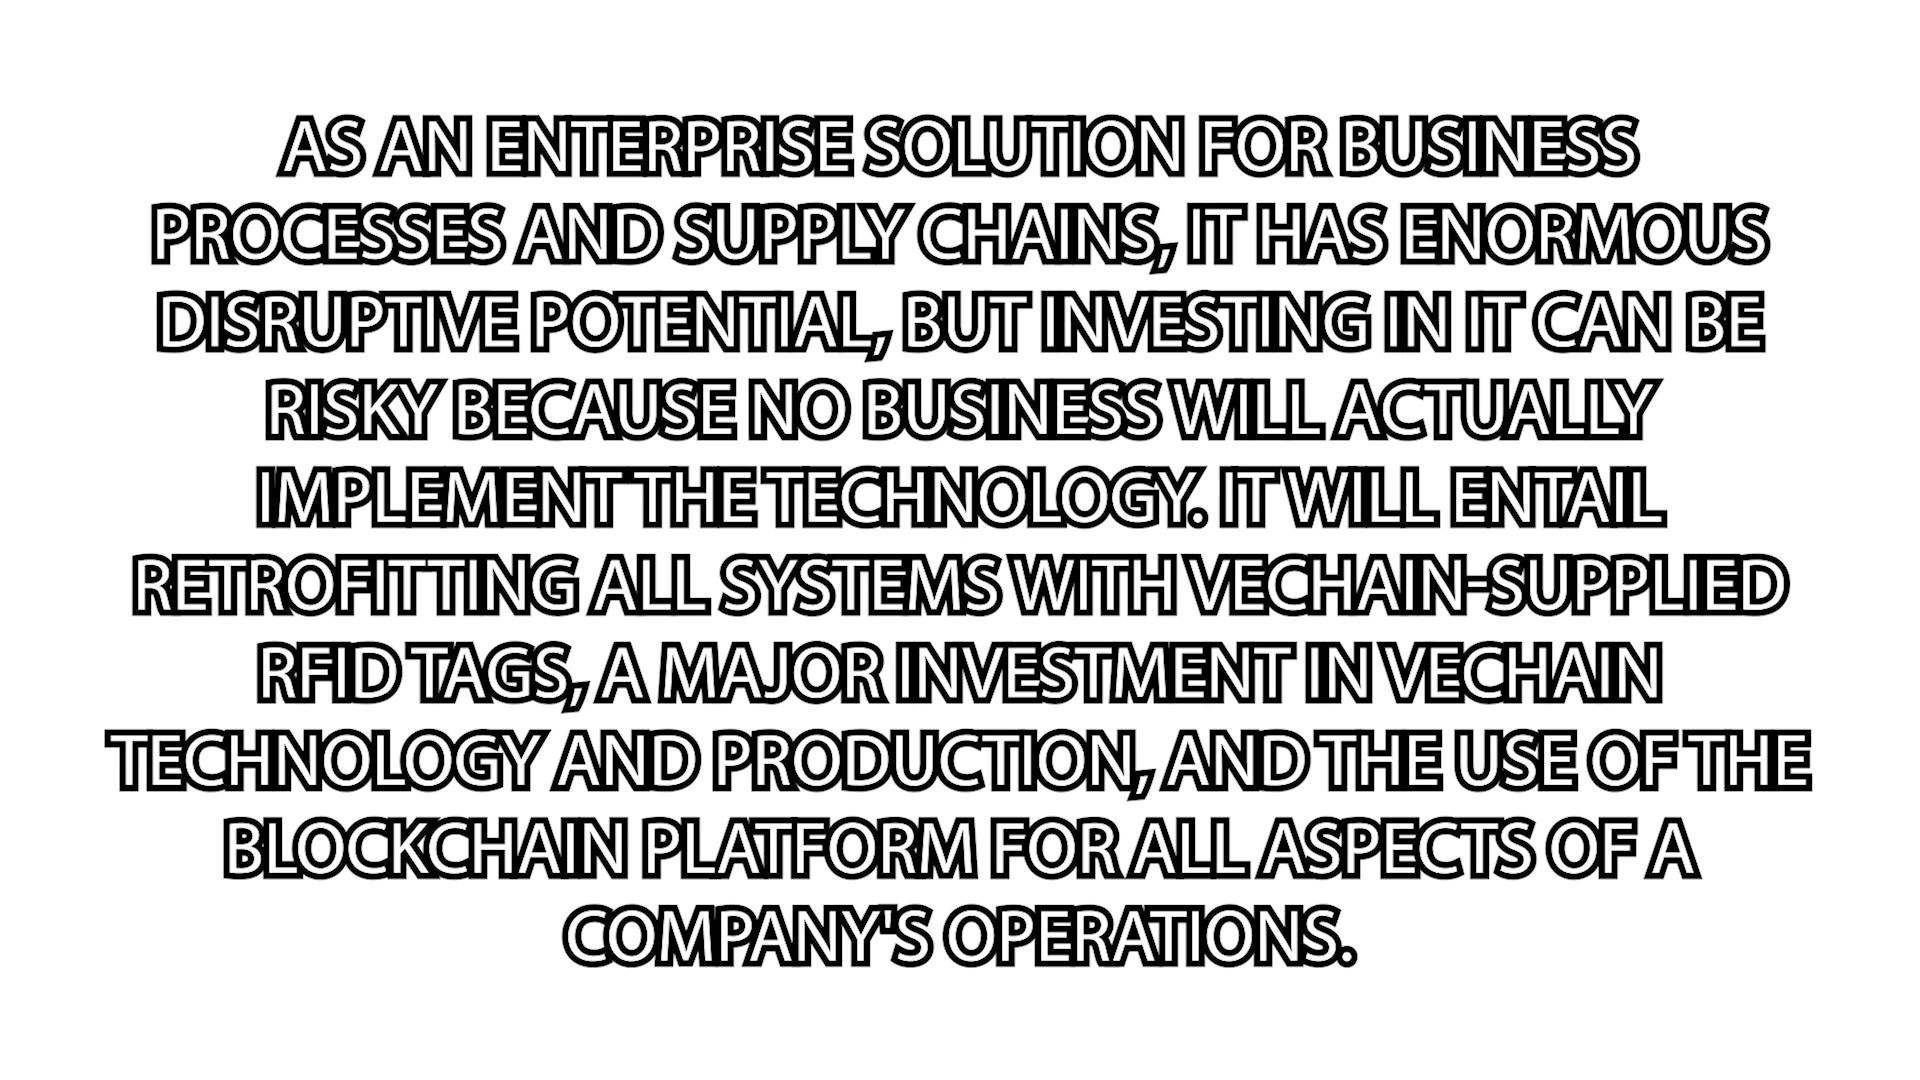 AS AN ENTERPRISE SOLUTION FOR BUSINESS
PROCESSES AND SUPPLY CHAINS, IT HAS ENORMOUS
DISRUPTIVE POTENTIAL, BUT INVESTING IN IT CAN BE
RISKY BECAUSE NO BUSINESS WILL ACTUALLY
IMPLEMENT THE TECHNOLOGY. IT WILL ENTAIL
RETROFITTING ALL SYSTEMS WITH VECHAIN-SUPPLIED
RFID TAGS, A MAJOR INVESTMENT IN VECHAIN
TECHNOLOGY AND PRODUCTION, AND THE USE OF THE
BLOCKCHAIN PLATFORM FOR ALL ASPECTS OF A
COMPANY'S OPERATIONS.